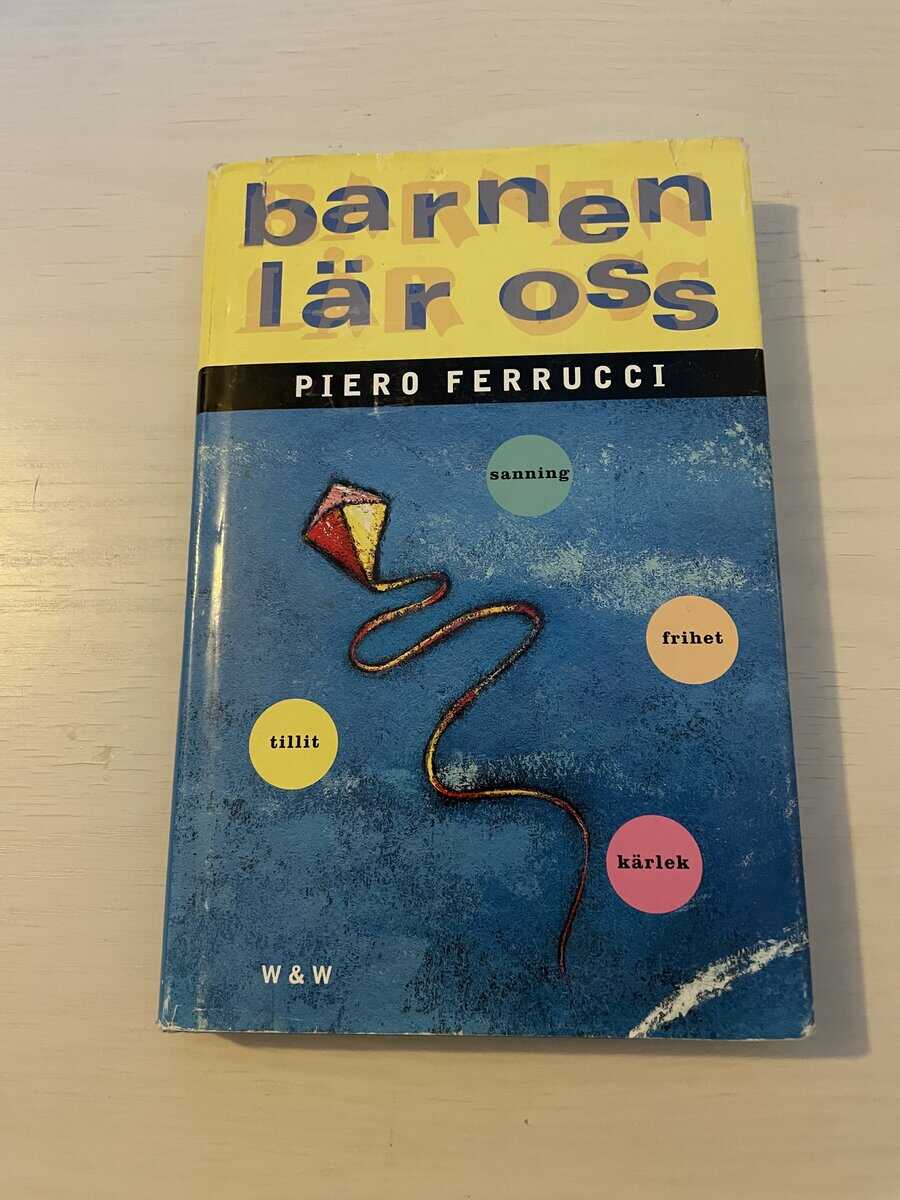 barnen
lär oss
PIERO FERRUCCI
sanning
frihet
tillit
kärlek
W & W